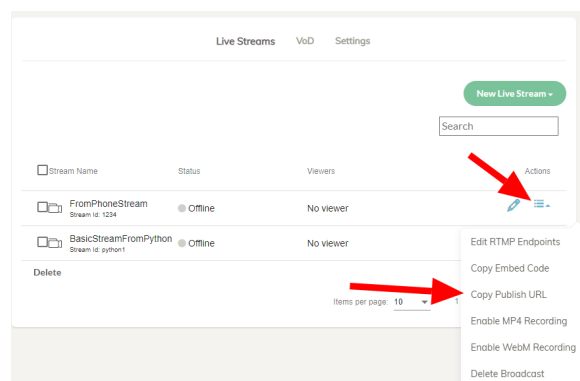 Live Streams VoD Settings
New Live Stream
Search
Stream Name Status Viewers Actions
FromPhoneStream Offline No viewer
Stream Id: 1234
BasicStreamFromPython Offline No viewer
Stream Id: python1
Delete
Items per page: 10 1
Edit RTMP Endpoints
Copy Embed Code
Copy Publish URL
Enable MP4 Recording
Enable WebM Recording
Delete Broadcast